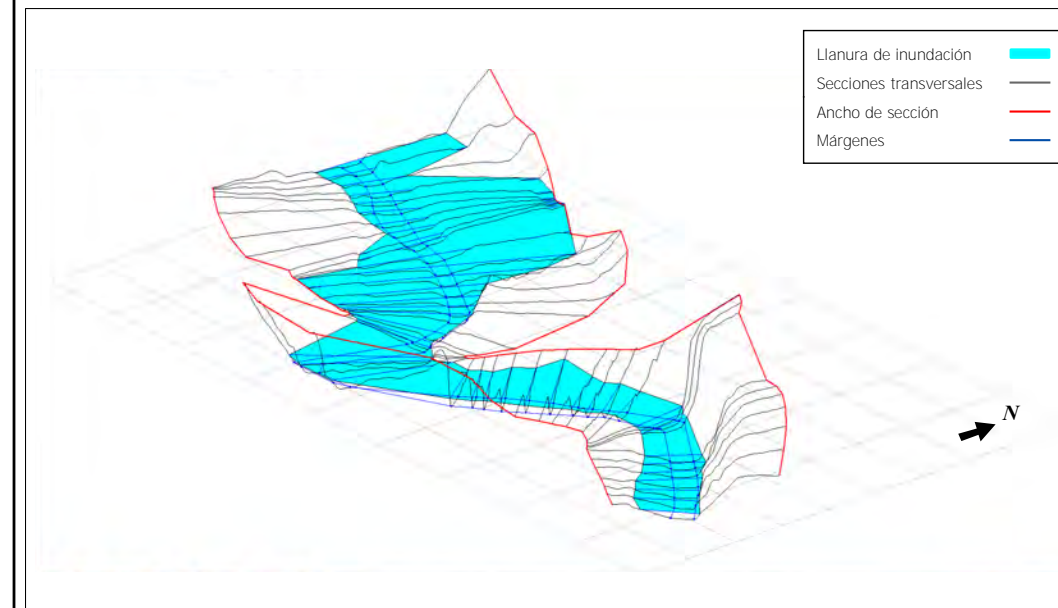 Llanura de inundación
Secciones transversales
Ancho de sección
Márgenes
N